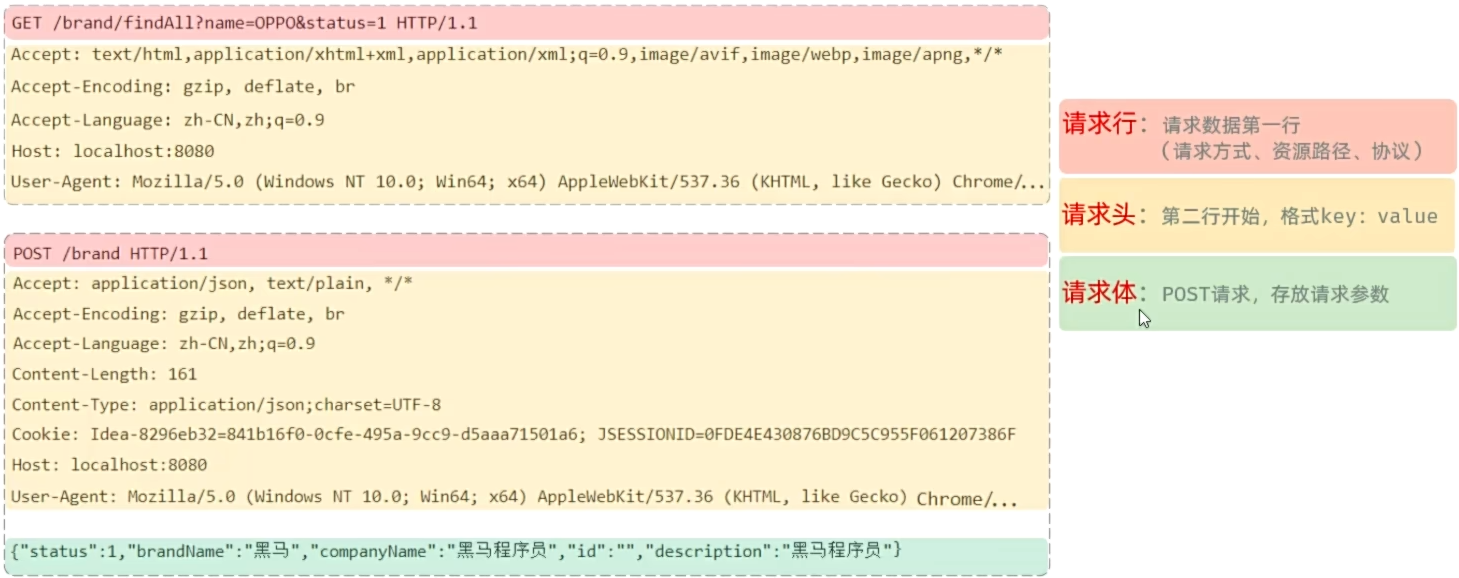 GET /brand/findAll?name=OPPO&status=1 HTTP/1.1
Accept: text/html,application/xhtml+xml,application/xml;q=0.9,image/avif,image/webp,image/apng,*/*
Accept-Encoding: gzip, deflate, br
Accept-Language: zh-CN,zh;q=0.9
Host: localhost:8080
User-Agent: Mozilla/5.0 (Windows NT 10.0; Win64; x64) AppleWebKit/537.36 (KHTML, like Gecko) Chrome/...
POST /brand HTTP/1.1
Accept: application/json, text/plain, */*
Accept-Encoding: gzip, deflate, br
Accept-Language: zh-CN,zh;q=0.9
Content-Length: 161
Content-Type: application/json;charset=UTF-8
Cookie: Idea-8296eb32=841b16f0-0cfe-495a-9cc9-d5aaa71501a6; JSESSIONID=0FDE4E430876BD9C5C955F061207386F
Host: localhost:8080
User-Agent: Mozilla/5.0 (Windows NT 10.0; Win64; x64) AppleWebKit/537.36 (KHTML, like Gecko) Chrome/...
{"status":1,"brandName":"黑马","companyName":"黑马程序员","id":"","description":"黑马程序员"}
请求行：请求数据第一行
（请求方式、资源路径、协议）
请求头：第二行开始，格式key：value
请求体：POST请求，存放请求参数